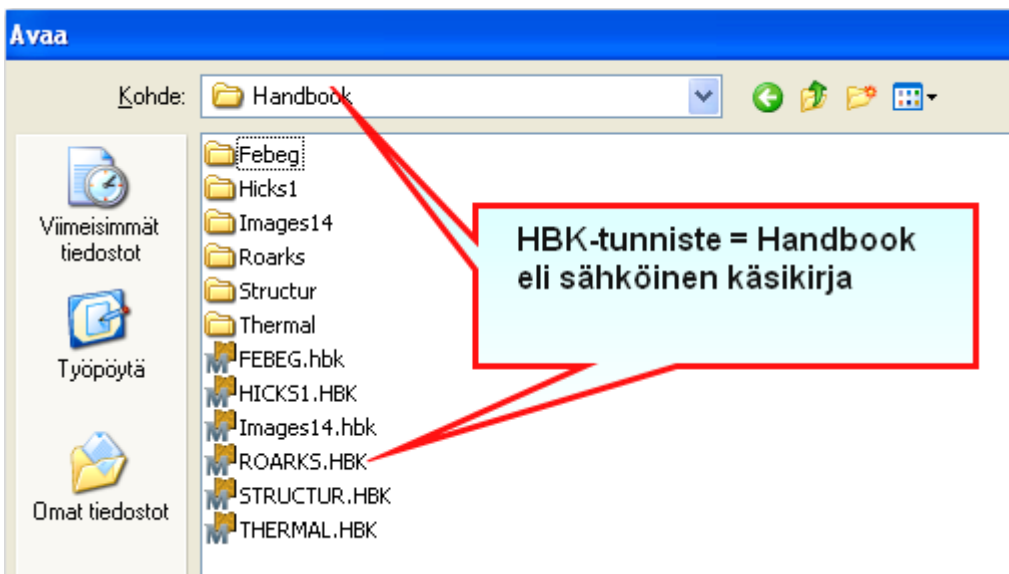 Avaa
Kohde:
Handbook
Febeg
Hicks1
Images14
Roarks
Structur
Thermal
FEBEG.hbk
HICKS1.HBK
Images14.hbk
ROARKS.HBK
STRUCTUR.HBK
THERMAL.HBK
Viimeisimmät
tiedostot
Työpöytä
Omat tiedostot
HBK-tunniste = Handbook
eli sähköinen käsikirja